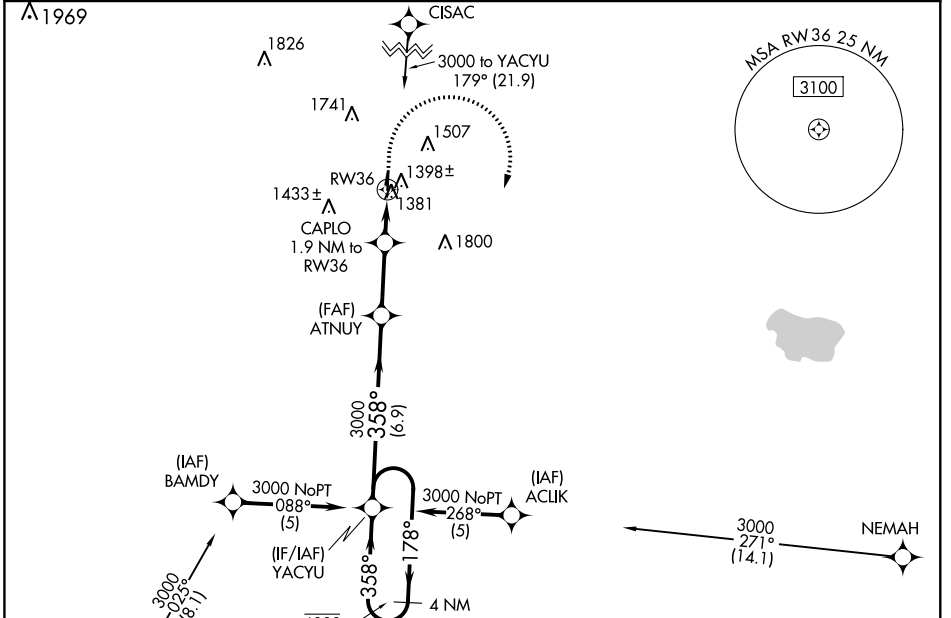 1969
CISAC
1826
3000 to YACYU
179° (21.9)
MSA RW36 25 NM
3100
1741
1507
RW36
1398±
1433±
1381
CAPLO
1.9 NM to
RW36
1800
(FAF)
ATNUY
3000
358°
(6.9)
(IAF)
BAMDY
3000 NoPT
088°
(5)
3000 NoPT
268°
(5)
(IAF)
ACLIK
(IF/IAF)
YACYU
358°
178°
4 NM
3000
271°
(14.1)
NEMAH
3000
025°